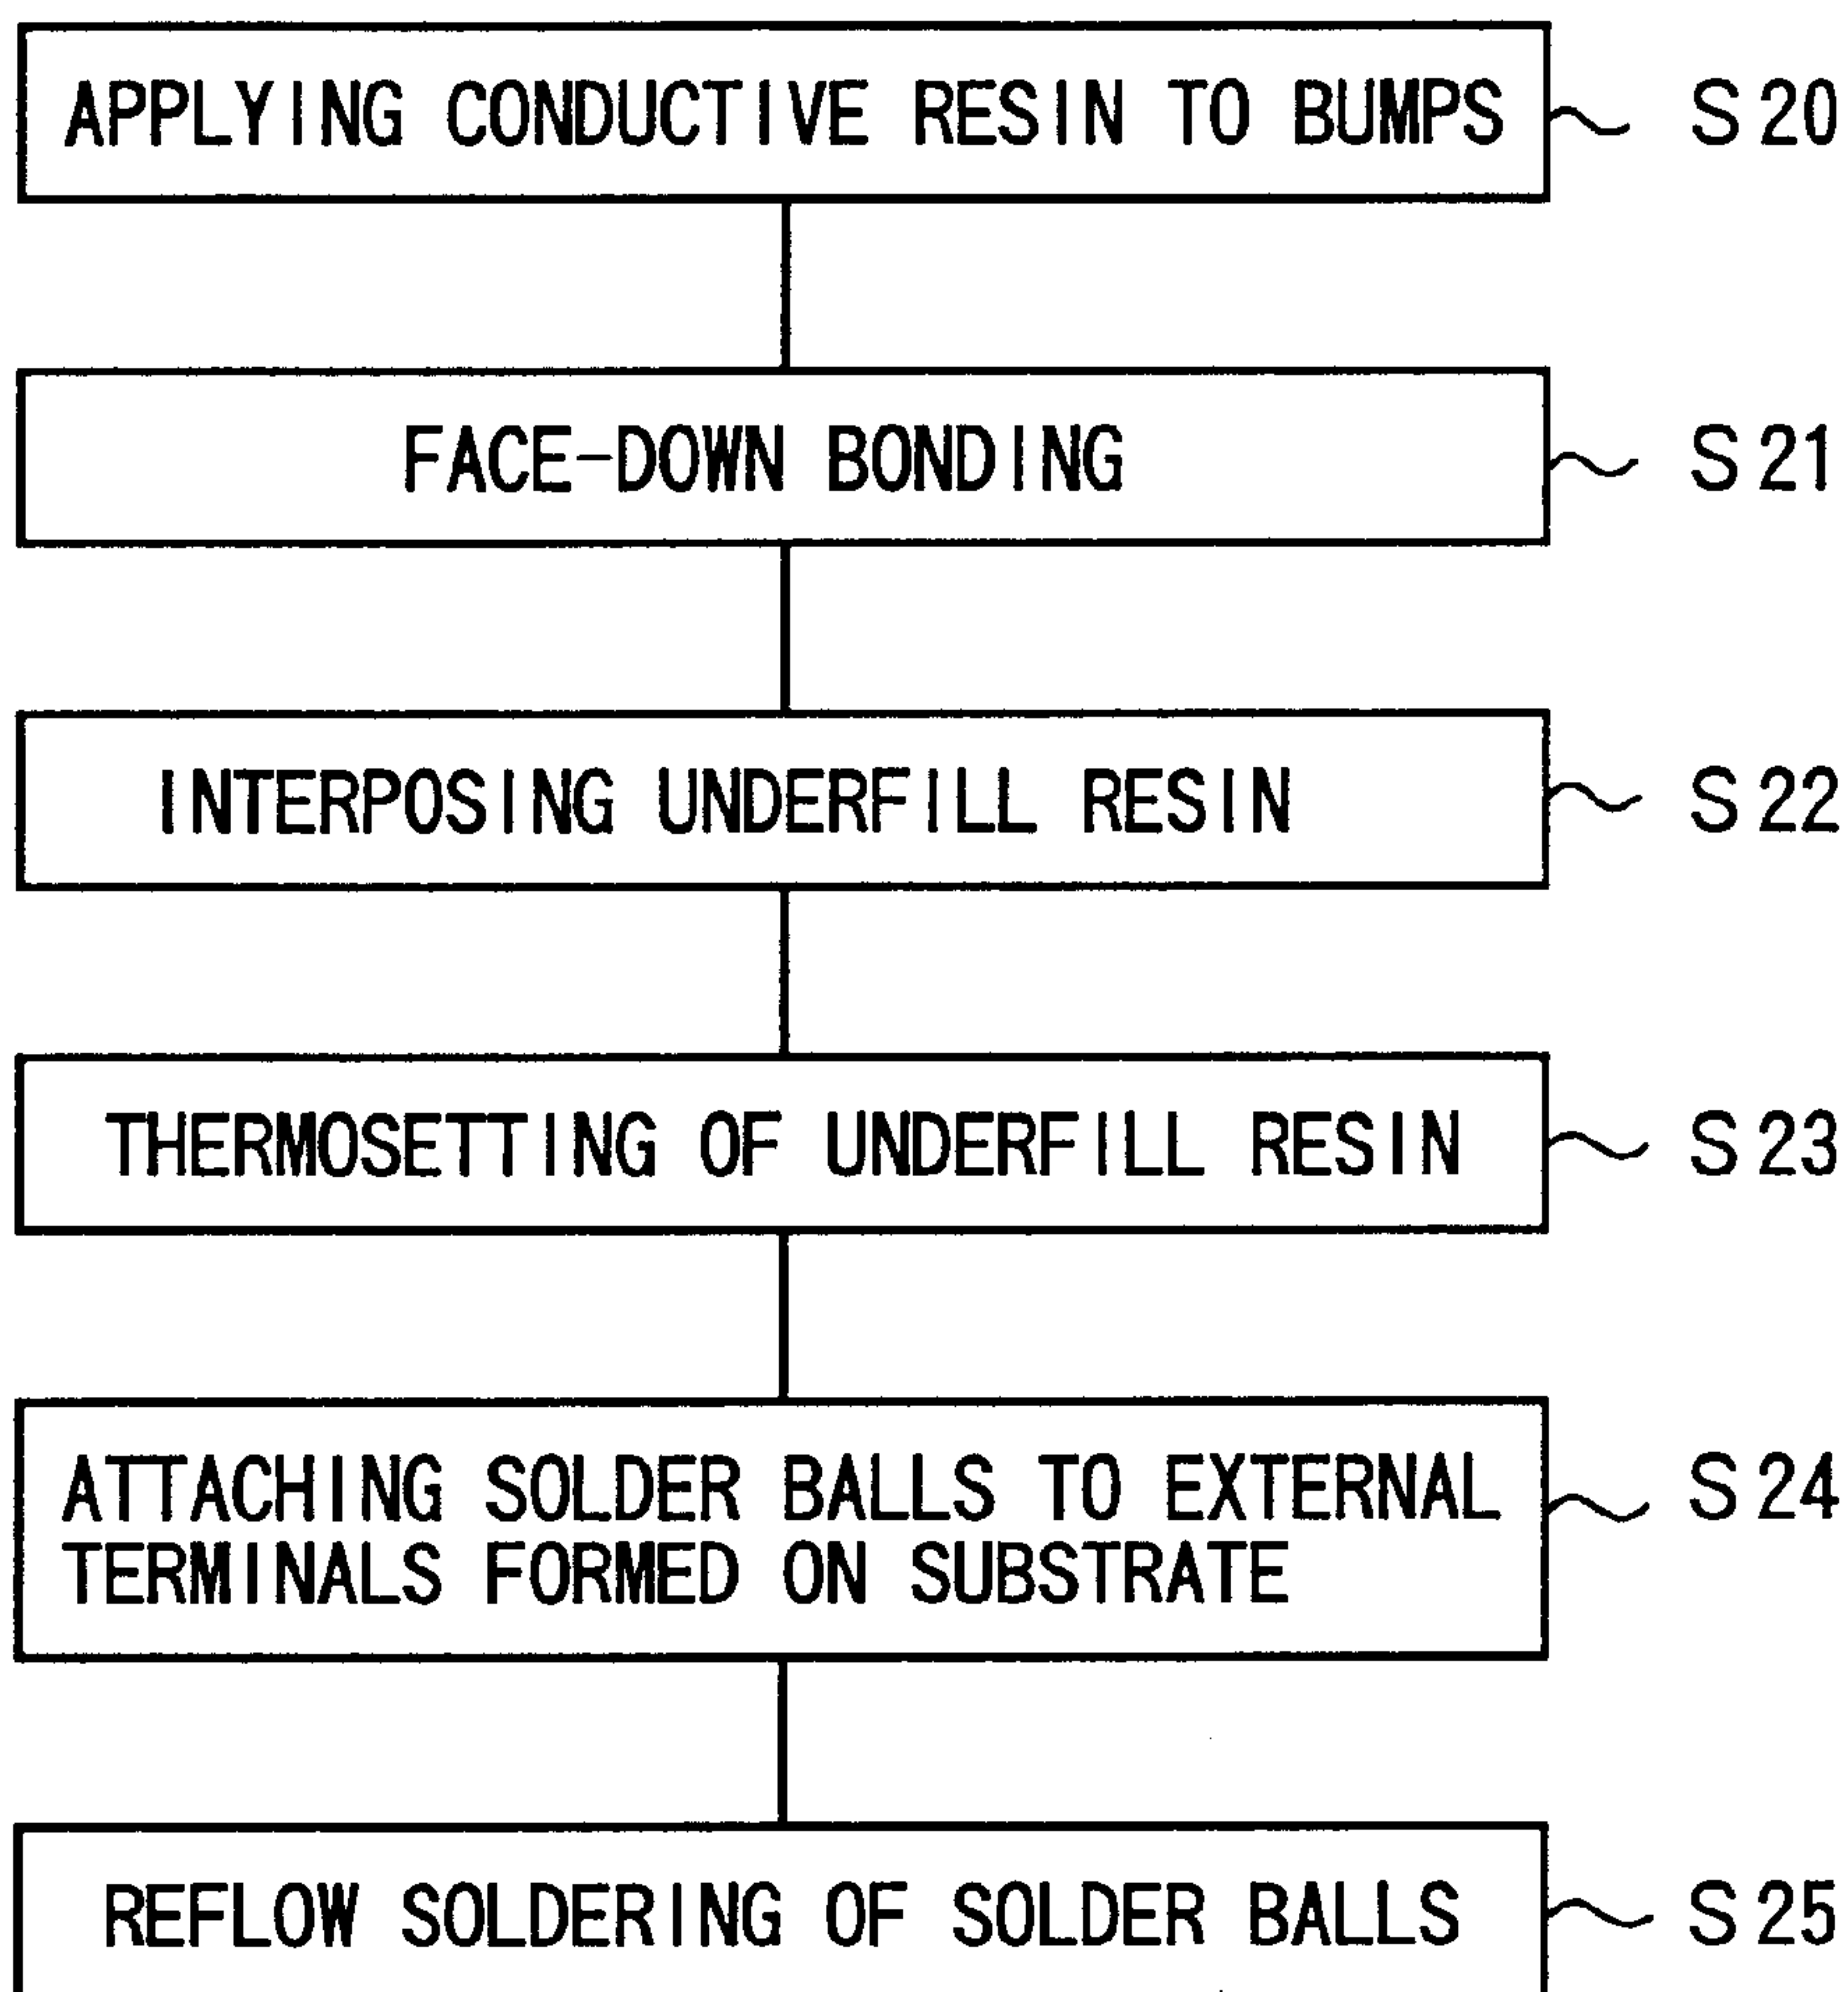 APPLYING CONDUCTIVE RESIN TO BUMPS S20
FACE-DOWN BONDING S21
INTERPOSING UNDERFILL RESIN S22
THERMOSETTING OF UNDERFILL RESIN S23
ATTACHING SOLDER BALLS TO EXTERNAL S24
TERMINALS FORMED ON SUBSTRATE
REFLOW SOLDERING OF SOLDER BALLS S25